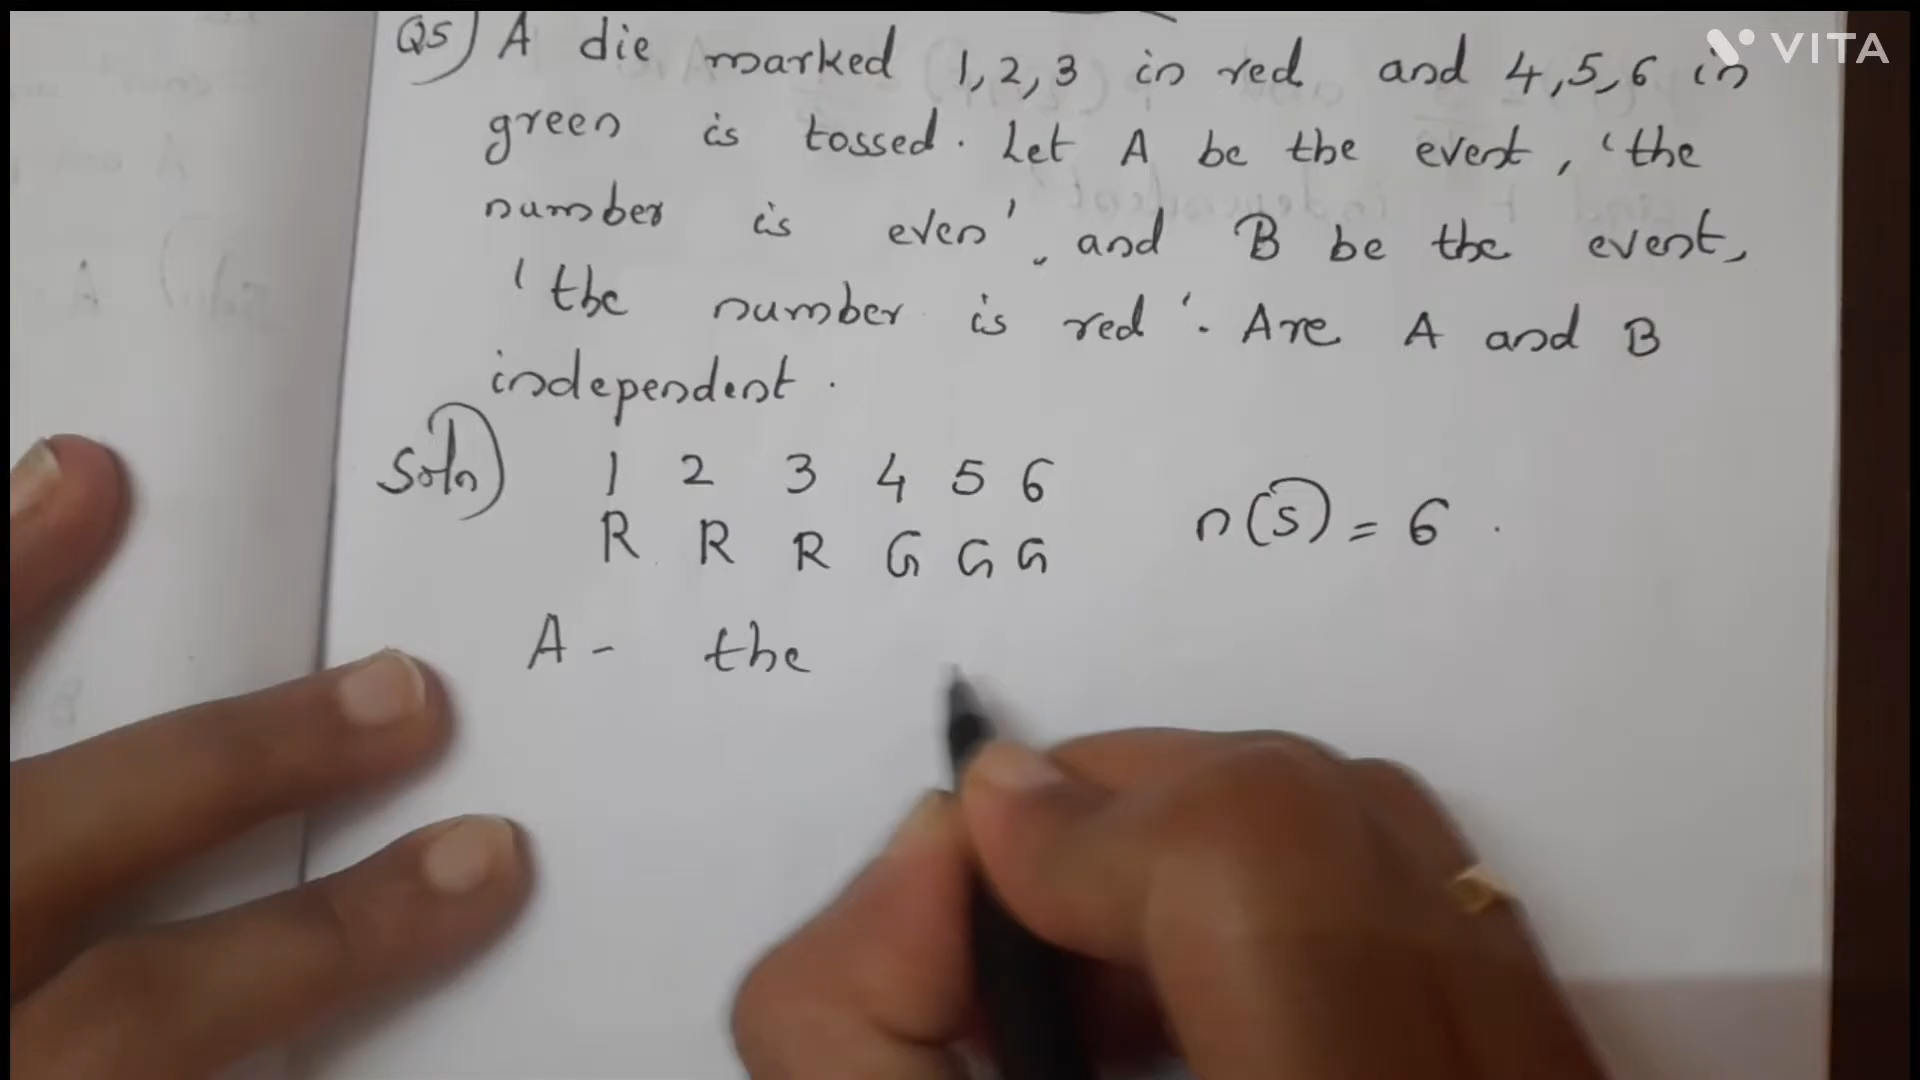 VITA
Q5) A die marked 1,2,3 in red and 4,5,6 in
green is tossed. Let A be the event, 'the
number is even', and B be the event,
'the number is red'. Are A and B
independent.
Soln) 1 2 3 4 5 6
R R R G G G
n(S) = 6.
A - the